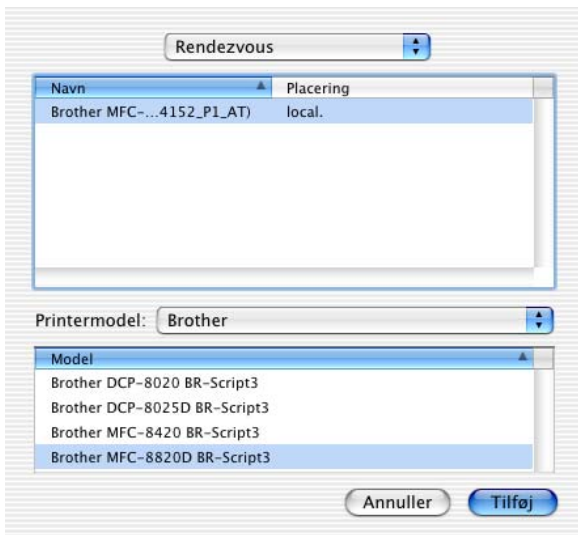 Rendezvous
Navn Placering
Brother MFC-...4152_P1_AT) local.
Printermodel: Brother
Model
Brother DCP-8020 BR-Script3
Brother DCP-8025D BR-Script3
Brother MFC-8420 BR-Script3
Brother MFC-8820D BR-Script3
Annuller Tilføj